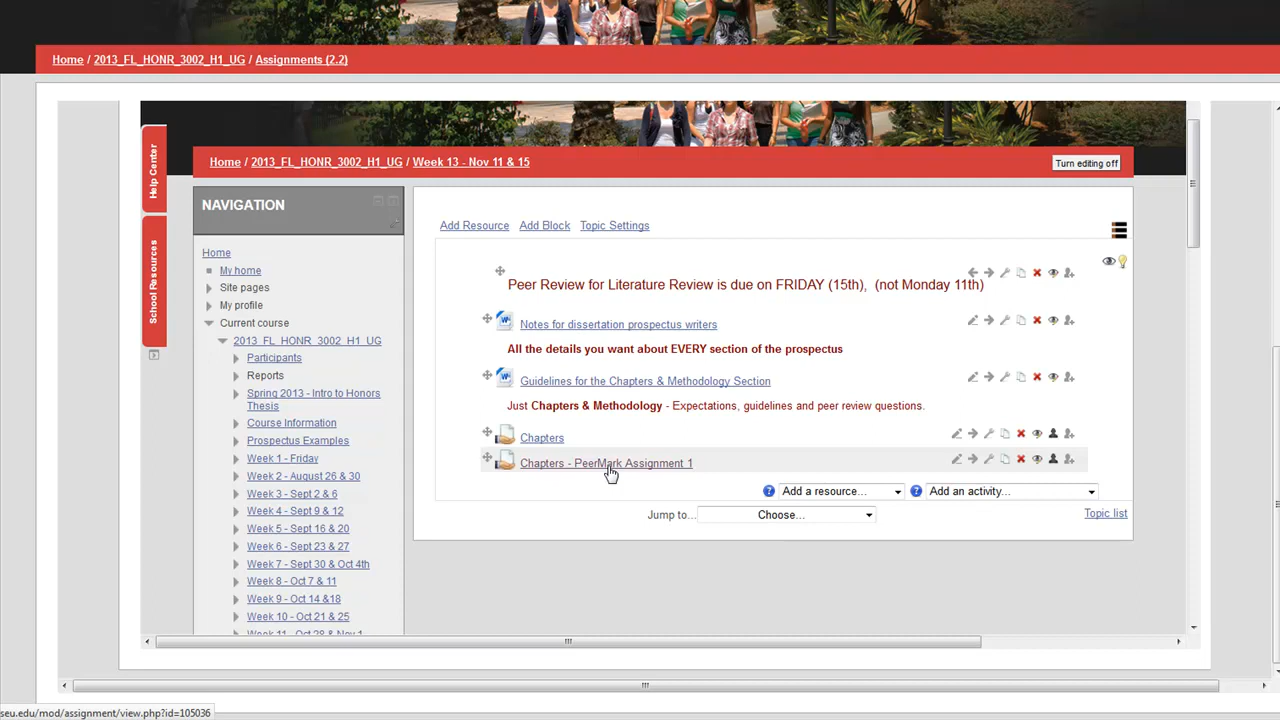 Home / 2013_FL_HONR_3002_H1_UG / Assignments (2.2)
Help Center
School Resources
Home / 2013_FL_HONR_3002_H1_UG / Week 13 - Nov 11 & 15
Turn editing off
NAVIGATION
Home
My home
Site pages
My profile
Current course
2013_FL_HONR_3002_H1_UG
Participants
Reports
Spring 2013 - Intro to Honors
Thesis
Course Information
Prospectus Examples
Week 1 - Friday
Week 2 - August 26 & 30
Week 3 - Sept 2 & 6
Week 4 - Sept 9 & 12
Week 5 - Sept 16 & 20
Week 6 - Sept 23 & 27
Week 7 - Sept 30 & Oct 4th
Week 8 - Oct 7 & 11
Week 9 - Oct 14 &18
Week 10 - Oct 21 & 25
Week 11 - Oct 28 & Nov 1
Add Resource Add Block Topic Settings
Peer Review for Literature Review is due on FRIDAY (15th), (not Monday 11th)
Notes for dissertation prospectus writers
All the details you want about EVERY section of the prospectus
Guidelines for the Chapters & Methodology Section
Just Chapters & Methodology - Expectations, guidelines and peer review questions.
Chapters
Chapters - PeerMark Assignment 1
Add a resource... Add an activity...
Jump to... Choose... Topic list
seu.edu/mod/assignment/view.php?id=105036